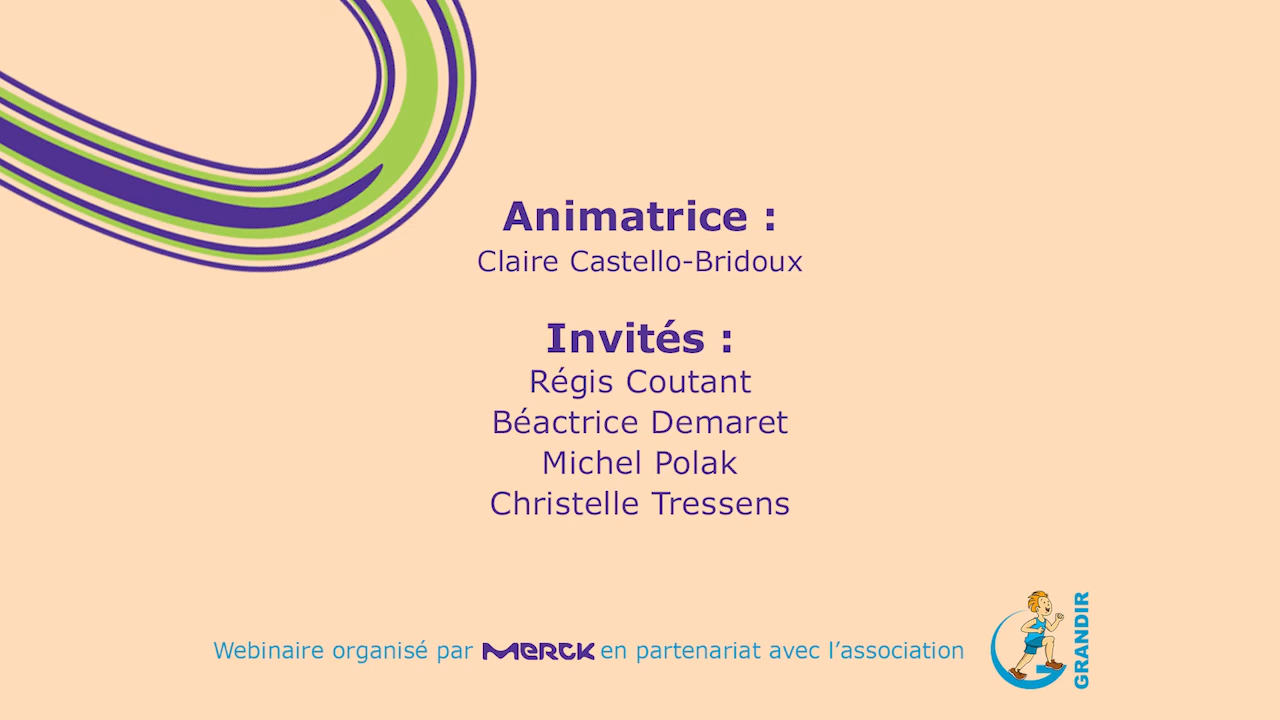 Animatrice :
Claire Castello-Bridoux
Invités :
Régis Coutant
Béactrice Demaret
Michel Polak
Christelle Tressens
Webinaire organisé par MERCK en partenariat avec l’association
GRANDIR